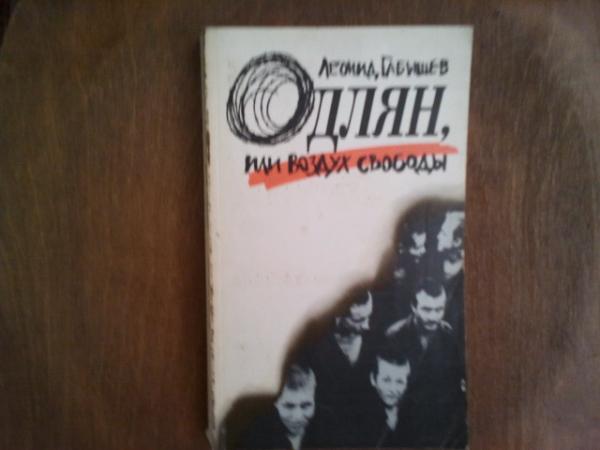 Леонид Габышев
Одлян,
или воздух свободы